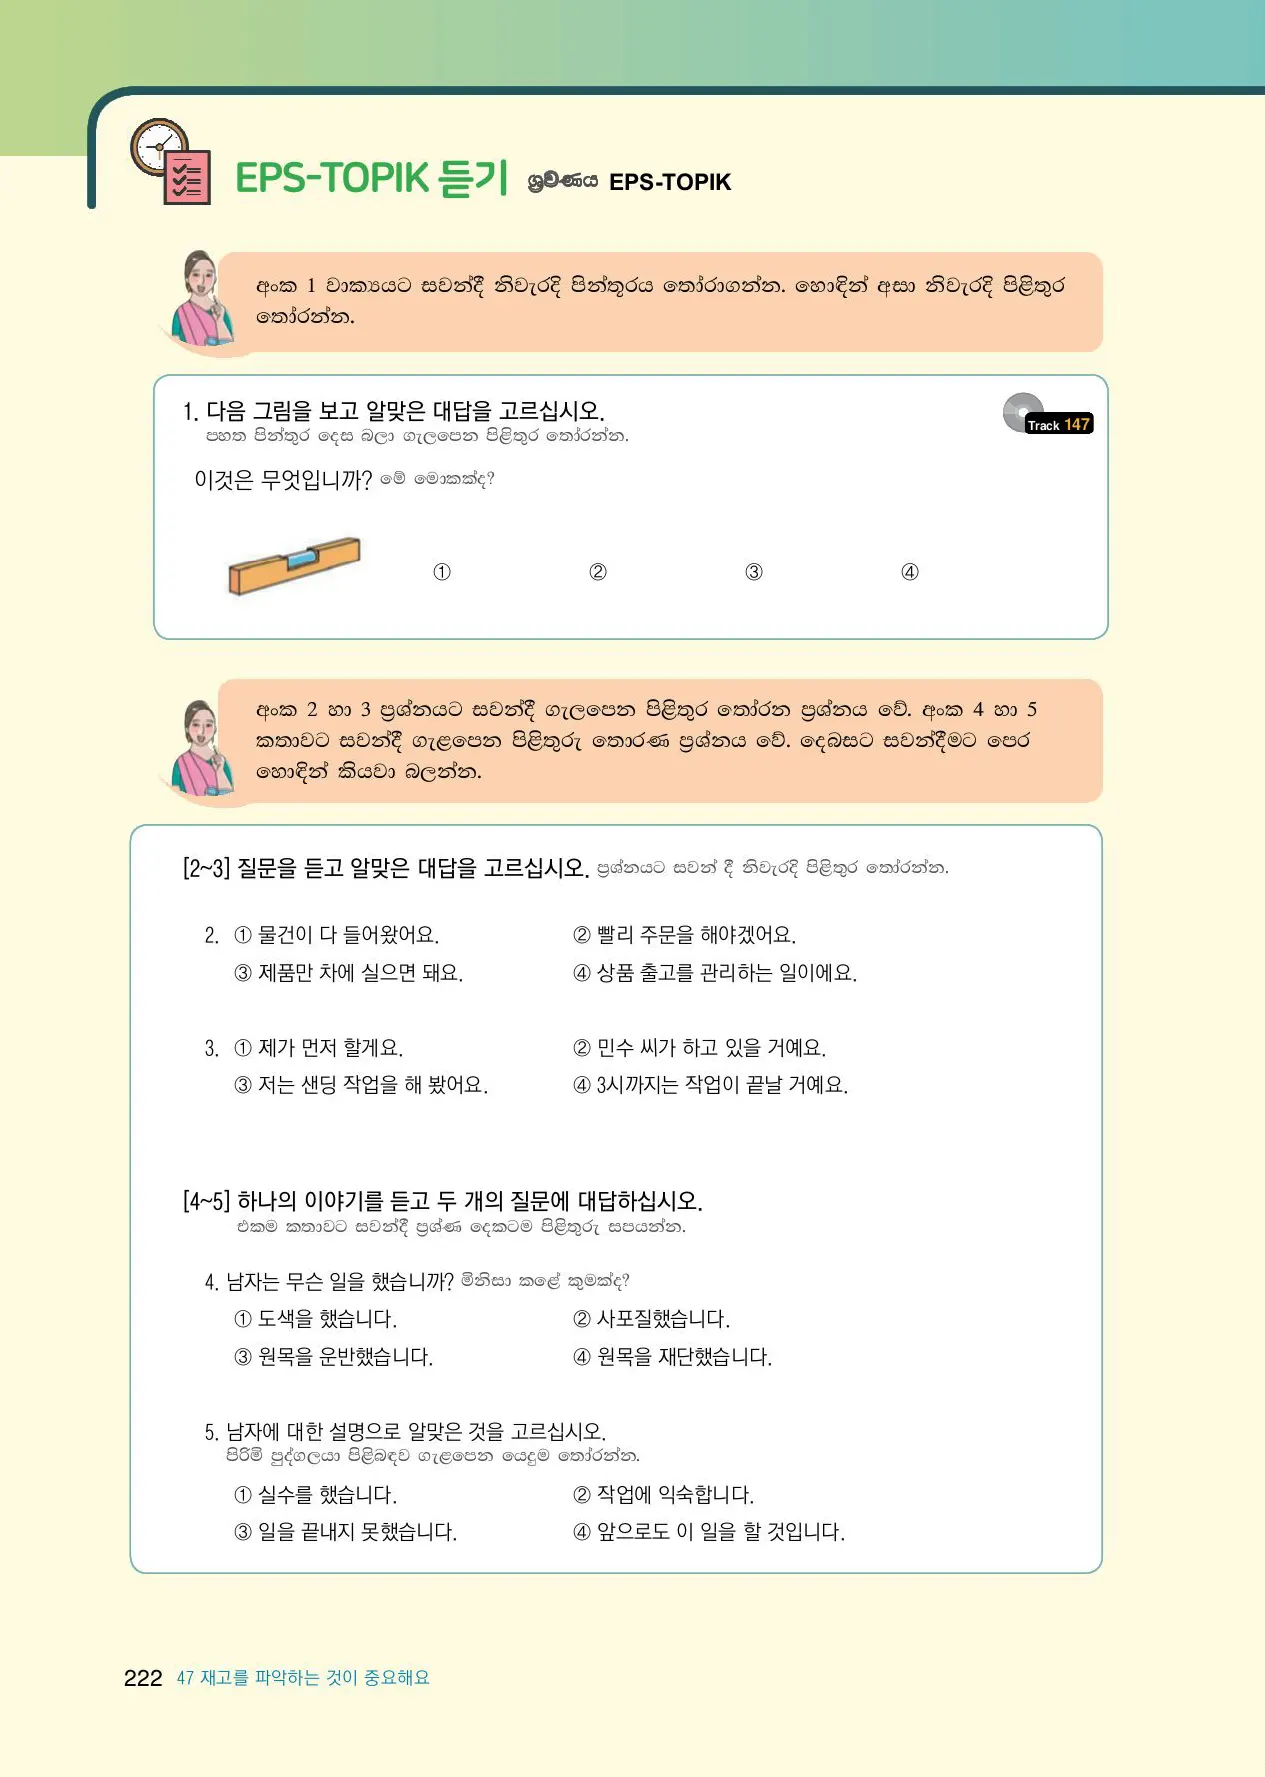 EPS-TOPIK 듣기 ශ්‍රවණය EPS-TOPIK
අංක 1 වාක්‍යයට සවන්දී නිවැරදි පින්තූරය තෝරාගන්න. හොඳින් අසා නිවැරදි පිළිතුර
තෝරන්න.
1. 다음 그림을 보고 알맞은 대답을 고르십시오.
Track 147
පහත පින්තුර දෙස බලා ගැලපෙන පිළිතුර තෝරන්න.
이것은 무엇입니까? මේ මොකක්ද?
① ② ③ ④
අංක 2 හා 3 ප්‍රශ්නයට සවන්දී ගැලපෙන පිළිතුර තෝරන ප්‍රශ්නය වේ. අංක 4 හා 5
කතාවට සවන්දී ගැළපෙන පිළිතුරු තොරණ ප්‍රශ්නය වේ. දෙබසට සවන්දීමට පෙර
හොඳින් කියවා බලන්න.
[2~3] 질문을 듣고 알맞은 대답을 고르십시오. ප්‍රශ්නයට සවන් දී නිවැරදි පිළිතුර තෝරන්න.
2. ① 물건이 다 들어왔어요. ② 빨리 주문을 해야겠어요.
③ 제품만 차에 실으면 돼요. ④ 상품 출고를 관리하는 일이에요.
3. ① 제가 먼저 할게요. ② 민수 씨가 하고 있을 거예요.
③ 저는 샌딩 작업을 해 봤어요. ④ 3시까지는 작업이 끝날 거예요.
[4~5] 하나의 이야기를 듣고 두 개의 질문에 대답하십시오.
එකම කතාවට සවන්දී ප්‍රශ්ණ දෙකටම පිළිතුරු සපයන්න.
4. 남자는 무슨 일을 했습니까? මිනිසා කළේ කුමක්ද?
① 도색을 했습니다. ② 사포질했습니다.
③ 원목을 운반했습니다. ④ 원목을 재단했습니다.
5. 남자에 대한 설명으로 알맞은 것을 고르십시오.
පිරිමි පුද්ගලයා පිළිබඳව ගැළපෙන යෙදුම තෝරන්න.
① 실수를 했습니다. ② 작업에 익숙합니다.
③ 일을 끝내지 못했습니다. ④ 앞으로도 이 일을 할 것입니다.
222 47 재고를 파악하는 것이 중요해요